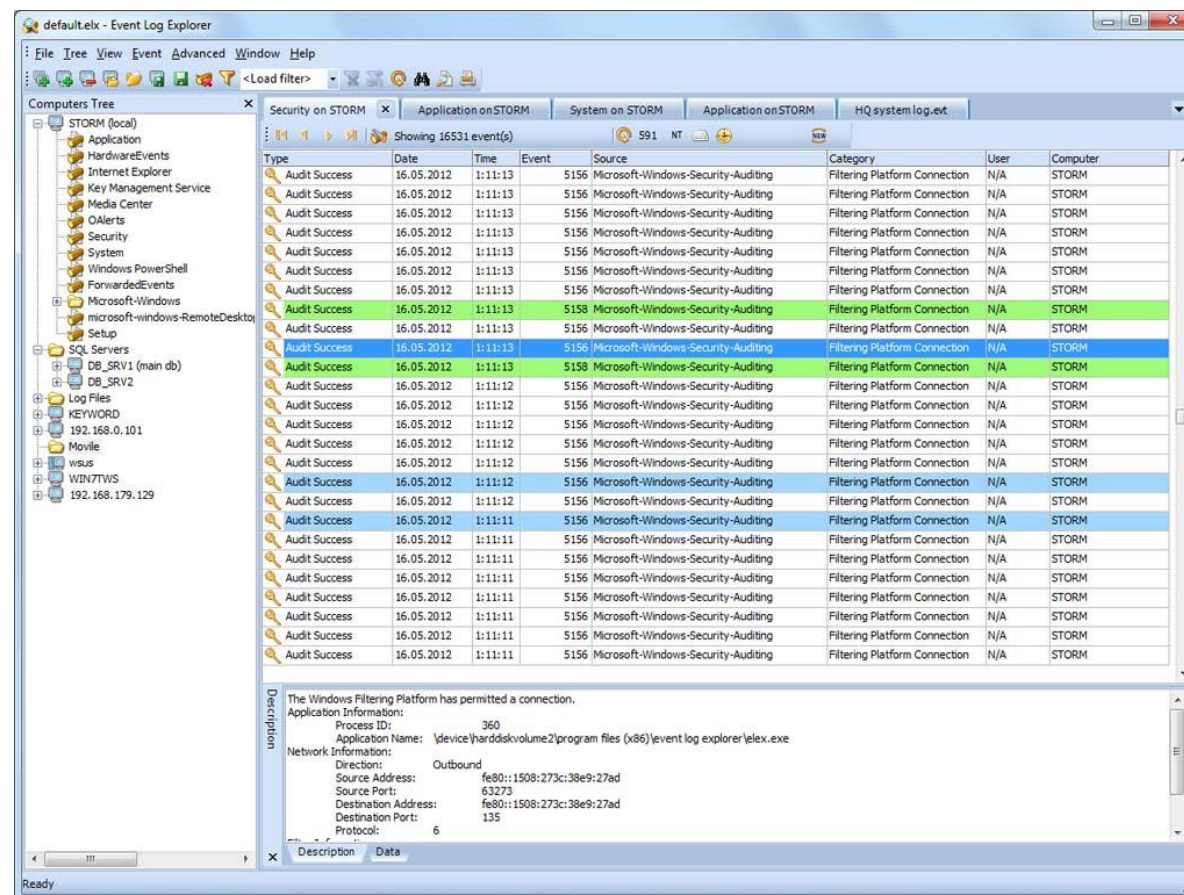 default.elx - Event Log Explorer
File Tree View Event Advanced Window Help
<Load filter>
Computers Tree
STORM (local)
Application
HardwareEvents
Internet Explorer
Key Management Service
Media Center
OAlerts
Security
System
Windows PowerShell
ForwardedEvents
Microsoft-Windows
microsoft-windows-RemoteDesktop
Setup
SQL Servers
DB_SRV1 (main db)
DB_SRV2
Log Files
KEYWORD
192.168.0.101
Movile
wsus
WIN7TWS
192.168.179.129
Security on STORM Application onSTORM System on STORM Application onSTORM HQ system log.evt
Showing 16531 event(s) 591 NT NEW
Type Date Time Event Source Category User Computer
Audit Success 16.05.2012 1:11:13 5156 Microsoft-Windows-Security-Auditing Filtering Platform Connection N/A STORM
Audit Success 16.05.2012 1:11:13 5156 Microsoft-Windows-Security-Auditing Filtering Platform Connection N/A STORM
Audit Success 16.05.2012 1:11:13 5156 Microsoft-Windows-Security-Auditing Filtering Platform Connection N/A STORM
Audit Success 16.05.2012 1:11:13 5156 Microsoft-Windows-Security-Auditing Filtering Platform Connection N/A STORM
Audit Success 16.05.2012 1:11:13 5156 Microsoft-Windows-Security-Auditing Filtering Platform Connection N/A STORM
Audit Success 16.05.2012 1:11:13 5156 Microsoft-Windows-Security-Auditing Filtering Platform Connection N/A STORM
Audit Success 16.05.2012 1:11:13 5156 Microsoft-Windows-Security-Auditing Filtering Platform Connection N/A STORM
Audit Success 16.05.2012 1:11:13 5158 Microsoft-Windows-Security-Auditing Filtering Platform Connection N/A STORM
Audit Success 16.05.2012 1:11:13 5156 Microsoft-Windows-Security-Auditing Filtering Platform Connection N/A STORM
Audit Success 16.05.2012 1:11:13 5156 Microsoft-Windows-Security-Auditing Filtering Platform Connection N/A STORM
Audit Success 16.05.2012 1:11:13 5158 Microsoft-Windows-Security-Auditing Filtering Platform Connection N/A STORM
Audit Success 16.05.2012 1:11:12 5156 Microsoft-Windows-Security-Auditing Filtering Platform Connection N/A STORM
Audit Success 16.05.2012 1:11:12 5156 Microsoft-Windows-Security-Auditing Filtering Platform Connection N/A STORM
Audit Success 16.05.2012 1:11:12 5156 Microsoft-Windows-Security-Auditing Filtering Platform Connection N/A STORM
Audit Success 16.05.2012 1:11:12 5156 Microsoft-Windows-Security-Auditing Filtering Platform Connection N/A STORM
Audit Success 16.05.2012 1:11:12 5156 Microsoft-Windows-Security-Auditing Filtering Platform Connection N/A STORM
Audit Success 16.05.2012 1:11:12 5156 Microsoft-Windows-Security-Auditing Filtering Platform Connection N/A STORM
Audit Success 16.05.2012 1:11:12 5156 Microsoft-Windows-Security-Auditing Filtering Platform Connection N/A STORM
Audit Success 16.05.2012 1:11:11 5156 Microsoft-Windows-Security-Auditing Filtering Platform Connection N/A STORM
Audit Success 16.05.2012 1:11:11 5156 Microsoft-Windows-Security-Auditing Filtering Platform Connection N/A STORM
Audit Success 16.05.2012 1:11:11 5156 Microsoft-Windows-Security-Auditing Filtering Platform Connection N/A STORM
Audit Success 16.05.2012 1:11:11 5156 Microsoft-Windows-Security-Auditing Filtering Platform Connection N/A STORM
Audit Success 16.05.2012 1:11:11 5156 Microsoft-Windows-Security-Auditing Filtering Platform Connection N/A STORM
Audit Success 16.05.2012 1:11:11 5156 Microsoft-Windows-Security-Auditing Filtering Platform Connection N/A STORM
Audit Success 16.05.2012 1:11:11 5156 Microsoft-Windows-Security-Auditing Filtering Platform Connection N/A STORM
Audit Success 16.05.2012 1:11:11 5156 Microsoft-Windows-Security-Auditing Filtering Platform Connection N/A STORM
Description
The Windows Filtering Platform has permitted a connection.
Application Information:
Process ID: 360
Application Name: \device\harddiskvolume2\program files (x86)\event log explorer\elex.exe
Network Information:
Direction: Outbound
Source Address: fe80::1508:273c:38e9:27ad
Source Port: 63273
Destination Address: fe80::1508:273c:38e9:27ad
Destination Port: 135
Protocol: 6
Description Data
Ready